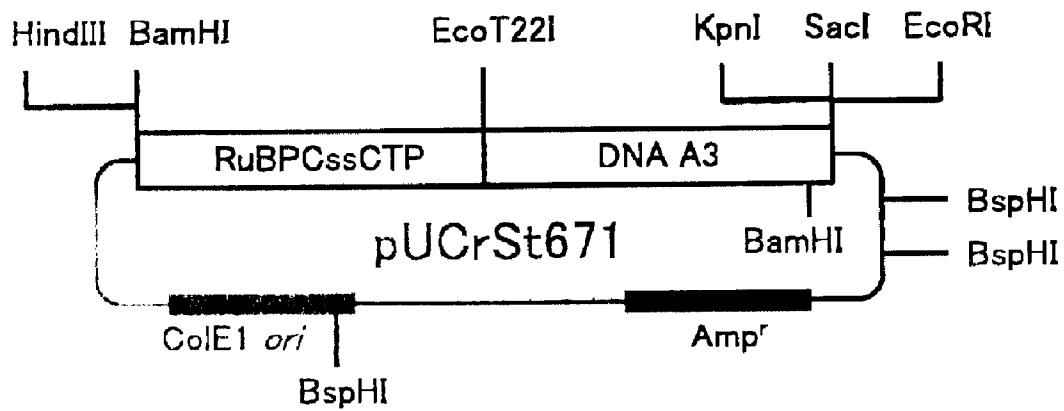 HindIII BamHI EcoT22I KpnI SacI EcoRI
RuBPCssCTP DNA A3
BspHI
pUCrSt671 BamHI
BspHI
ColE1 ori Ampʳ
BspHI